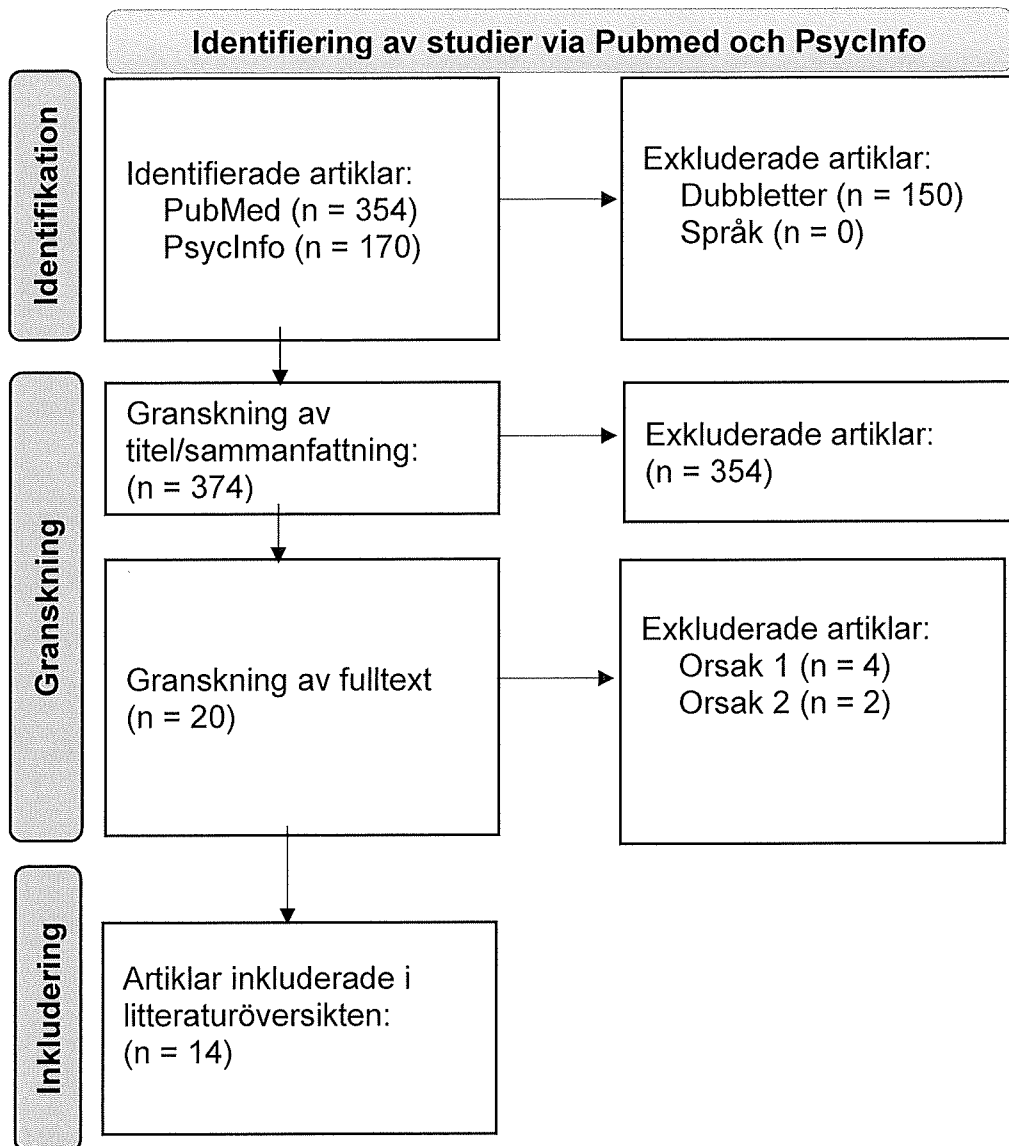 Identifiering av studier via Pubmed och PsycInfo
Identifikation
Identifierade artiklar:
PubMed (n = 354)
PsycInfo (n = 170)
Exkluderade artiklar:
Dubbletter (n = 150)
Språk (n = 0)
Granskning
Granskning av
titel/sammanfattning:
(n = 374)
Exkluderade artiklar:
(n = 354)
Granskning av fulltext
(n = 20)
Exkluderade artiklar:
Orsak 1 (n = 4)
Orsak 2 (n = 2)
Inkludering
Artiklar inkluderade i
litteraturöversikten:
(n = 14)